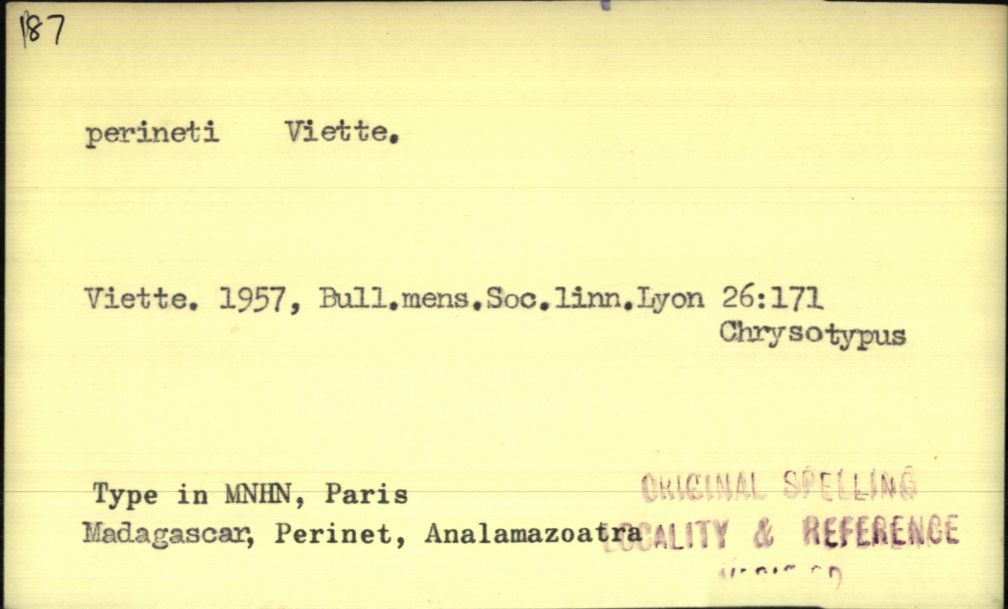 187
perineti Viette.
Viette. 1957, Bull.mens.Soc.linn.Lyon 26:171
Chrysotypus
Type in MNHN, Paris
ORIGINAL SPELLING
Madagascar, Perinet, Analamazoatra
LOCALITY & REFERENCE